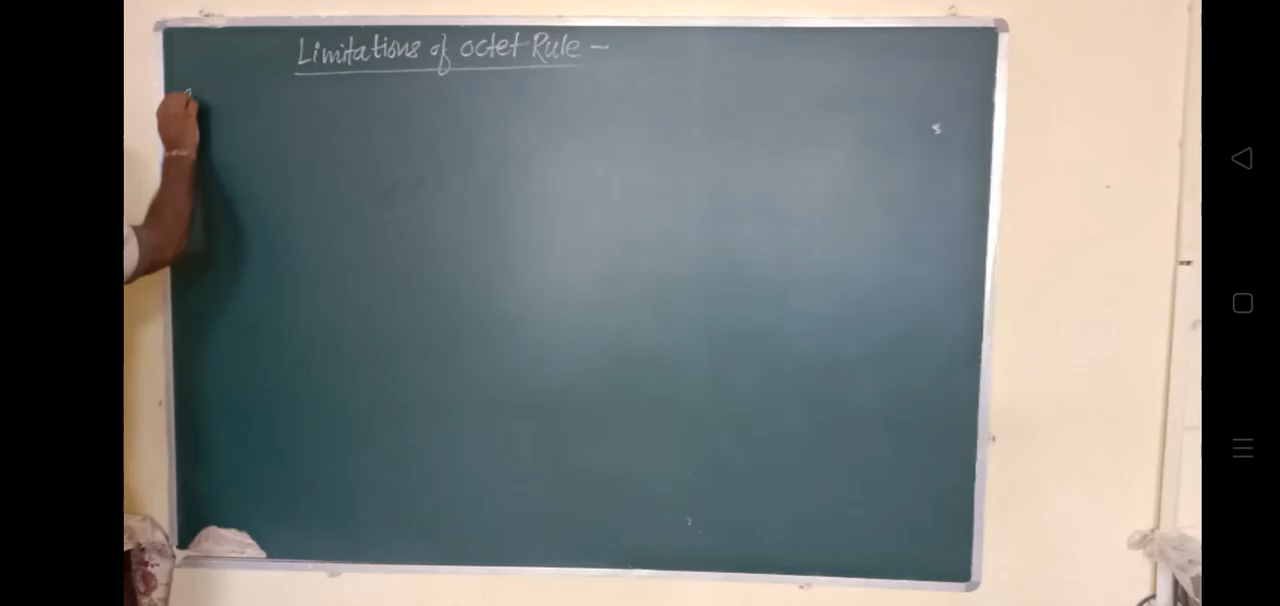 Limitations of octet Rule –